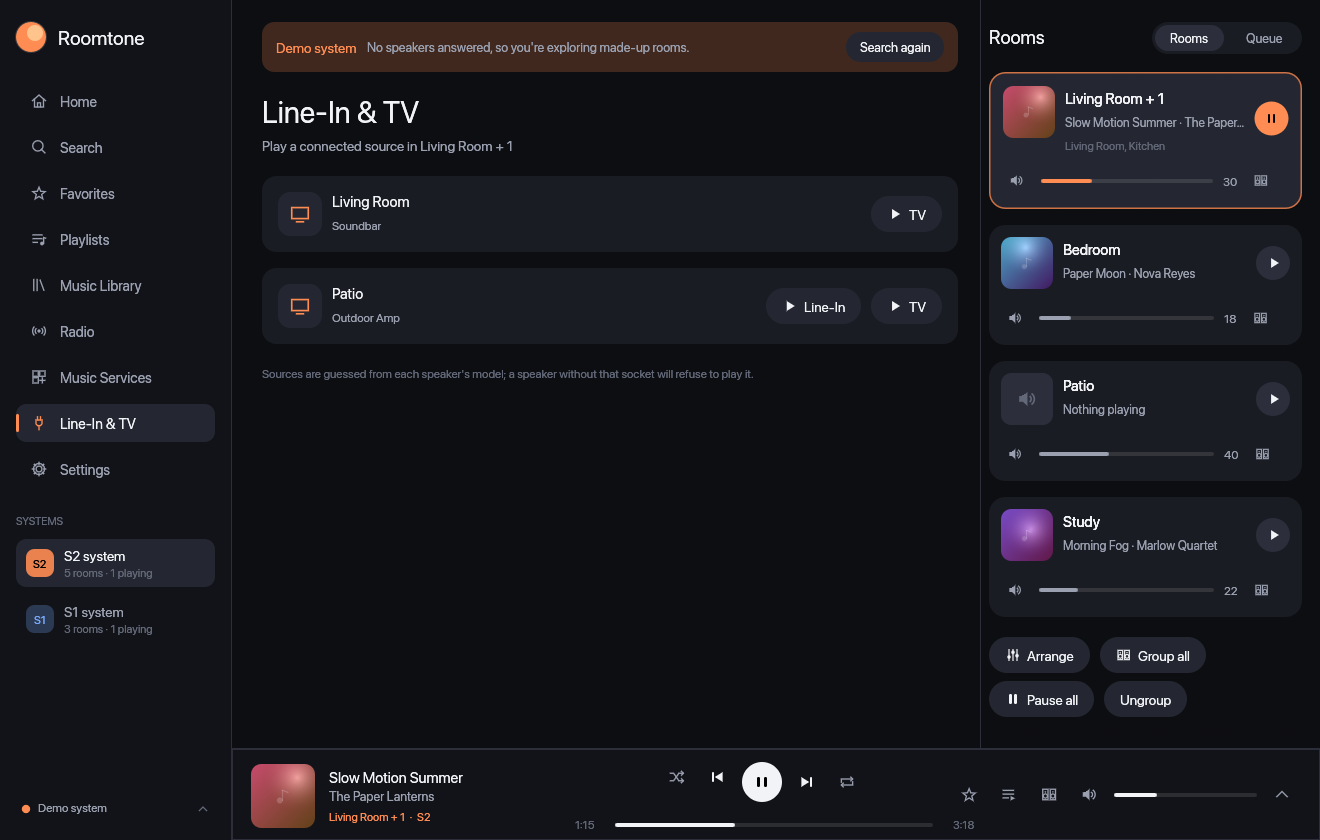 Roomtone
Home
Search
Favorites
Playlists
Music Library
Radio
Music Services
Line-In & TV
Settings
SYSTEMS
S2
S2 system
5 rooms · 1 playing
S1
S1 system
3 rooms · 1 playing
Demo system
Demo system No speakers answered, so you're exploring made-up rooms. Search again
Line-In & TV
Play a connected source in Living Room + 1
Living Room
Soundbar
TV
Patio
Outdoor Amp
Line-In
TV
Sources are guessed from each speaker's model; a speaker without that socket will refuse to play it.
Rooms
Rooms
Queue
Living Room + 1
Slow Motion Summer · The Paper...
Living Room, Kitchen
30
Bedroom
Paper Moon · Nova Reyes
18
Patio
Nothing playing
40
Study
Morning Fog · Marlow Quartet
22
Arrange
Group all
Pause all
Ungroup
Slow Motion Summer
The Paper Lanterns
Living Room + 1 · S2
1:15
3:18